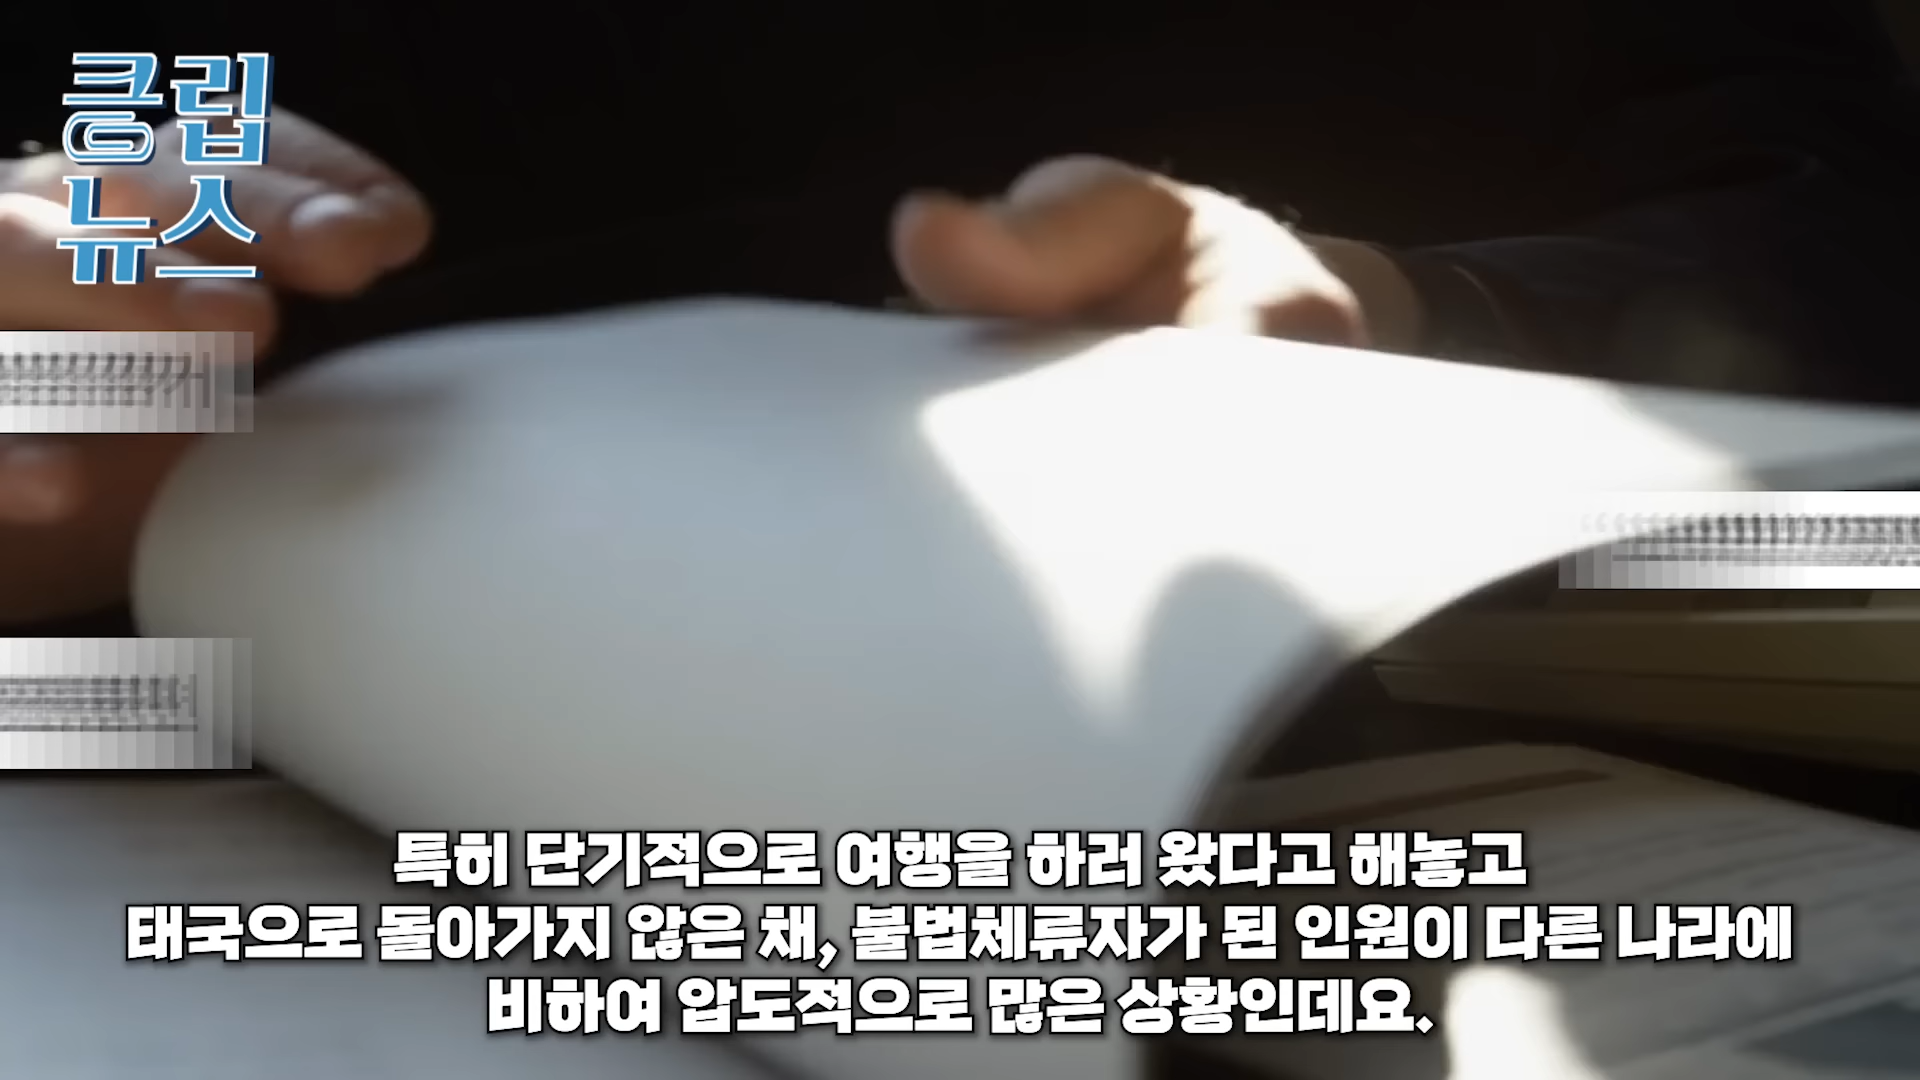 클립
뉴스
특히 단기적으로 여행을 하러 왔다고 해놓고
태국으로 돌아가지 않은 채, 불법체류자가 된 인원이 다른 나라에
비하여 압도적으로 많은 상황인데요.